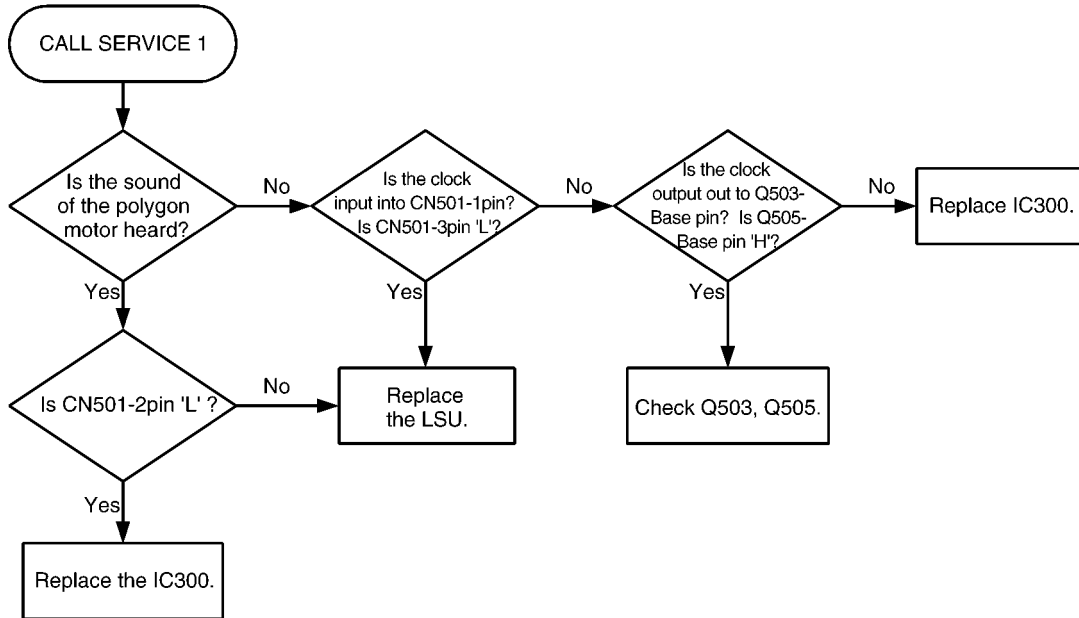 CALL SERVICE 1
Is the sound
of the polygon
motor heard?
No
Is the clock
input into CN501-1pin?
Is CN501-3pin 'L'?
No
Is the clock
output out to Q503-
Base pin? Is Q505-
Base pin 'H'?
No
Replace IC300.
Yes
Yes
Yes
Is CN501-2pin 'L' ?
No
Replace
the LSU.
Check Q503, Q505.
Yes
Replace the IC300.